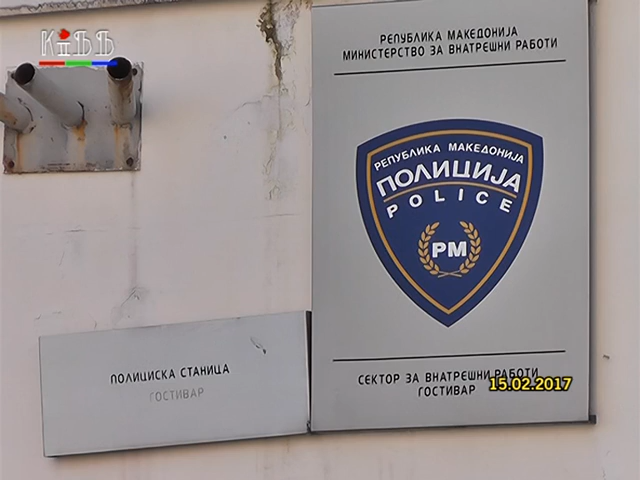 KiSS
РЕПУБЛИКА МАКЕДОНИЈА
МИНИСТЕРСТВО ЗА ВНАТРЕШНИ РАБОТИ
РЕПУБЛИКА МАКЕДОНИЈА
ПОЛИЦИЈА
POLICE
РМ
СЕКТОР ЗА ВНАТРЕШНИ РАБОТИ
ГОСТИВАР
15.02.2017
ПОЛИЦИСКА СТАНИЦА
ГОСТИВАР